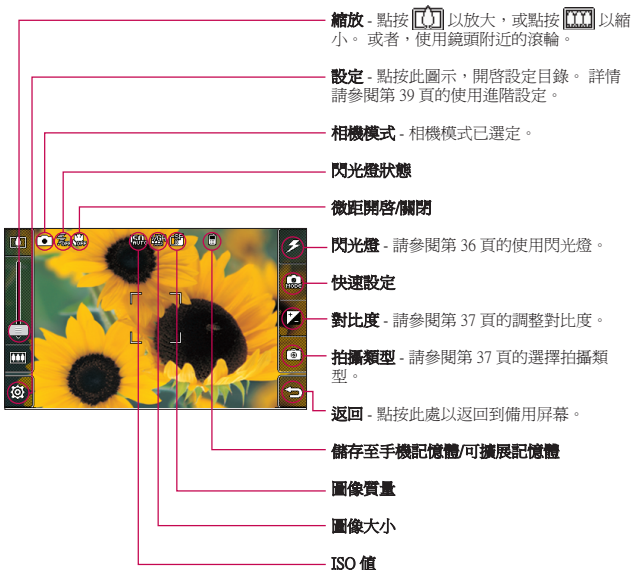 縮放 - 點按 以放大，或點按 以縮
小。 或者，使用鏡頭附近的滾輪。
設定 - 點按此圖示，開啓設定目錄。 詳情
請參閱第 39 頁的使用進階設定。
相機模式 - 相機模式已選定。
閃光燈狀態
微距開啓/關閉
閃光燈 - 請參閱第 36 頁的使用閃光燈。
快速設定
對比度 - 請參閱第 37 頁的調整對比度。
拍攝類型 - 請參閱第 37 頁的選擇拍攝類
型。
返回 - 點按此處以返回到備用屏幕。
儲存至手機記憶體/可擴展記憶體
圖像質量
圖像大小
ISO 值
MODE
AUTO